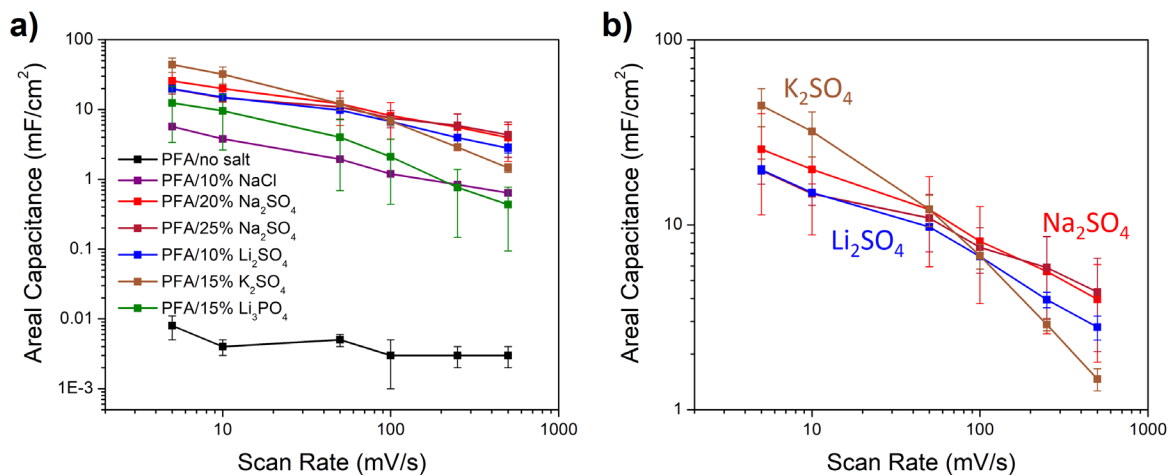 a)
100
10
1
0.1
0.01
1E-3
10
100
1000
Areal Capacitance (mF/cm²)
Scan Rate (mV/s)
PFA/no salt
PFA/10% NaCl
PFA/20% Na₂SO₄
PFA/25% Na₂SO₄
PFA/10% Li₂SO₄
PFA/15% K₂SO₄
PFA/15% Li₃PO₄
b)
100
10
1
10
100
1000
Areal Capacitance (mF/cm²)
Scan Rate (mV/s)
K₂SO₄
Na₂SO₄
Li₂SO₄